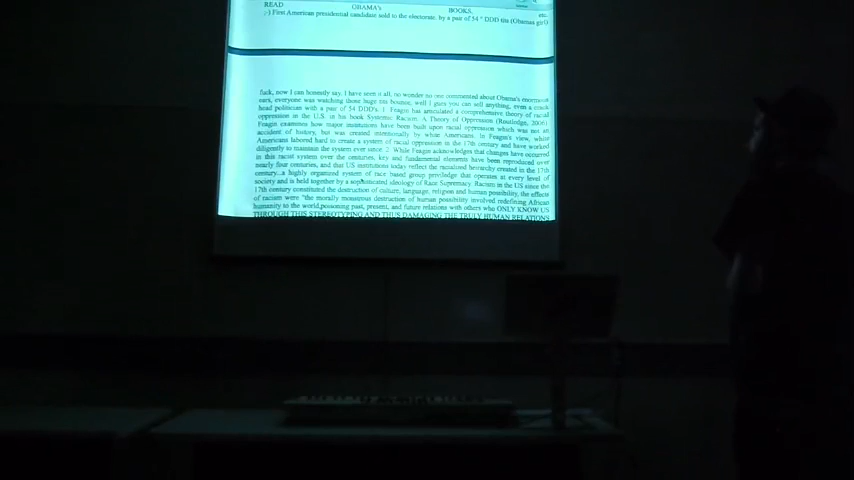 READ OBAMA's BOOKS. etc.
:-) First American presidential candidate sold to the electorate. by a pair of 54 " DDD tits (Obamas girl)
fuck, now I can honestly say, I have seen it all, no wonder no one commented about Obama's enormous
ears, everyone was watching those huge tits bounce, well I gues you can sell anything, even a crack
head politician with a pair of 54 DDD's. 1 Feagin has articulated a comprehensive theory of racial
oppression in the U.S. in his book Systemic Racism: A Theory of Oppression (Routledge, 2006)
Feagin examines how major institutions have been built upon racial oppression which was not an
accident of history, but was created intentionally by white Americans. In Feagin's view, white
Americans labored hard to create a system of racial oppression in the 17th century and have worked
diligently to maintain the system ever since. 2 While Feagin acknowledges that changes have occurred
in this racist system over the centuries, key and fundamental elements have been reproduced over
nearly four centuries, and that US institutions today reflect the racialized hierarchy created in the 17th
century...a highly organized system of race based group privledge that operates at every level of
society and is held together by a sophisticated ideology of Race Supremacy. Racism in the US since the
17th century constituted the destruction of culture, language, religion and human possibility, the effects
of racism were "the morally monstrous destruction of human possibility involved redefining African
humanity to the world,poisoning past, present, and future relations with others who ONLY KNOW US
THROUGH THIS STEREOTYPING AND THUS DAMAGING THE TRULY HUMAN RELATIONS